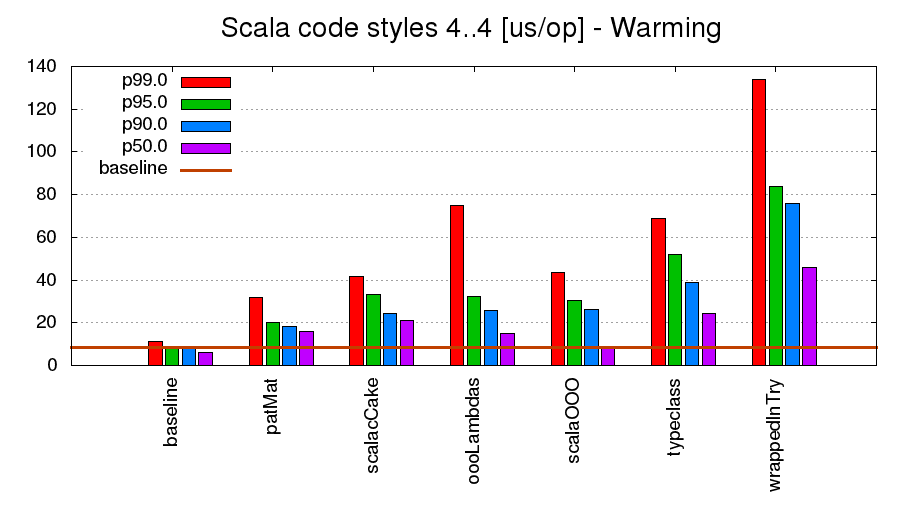 Scala code styles 4..4 [us/op] - Warming
140
120
100
80
60
40
20
0
p99.0
p95.0
p90.0
p50.0
baseline
baseline
patMat
scalacCake
oooLambdas
scalaOOO
typeclass
wrappedInTry